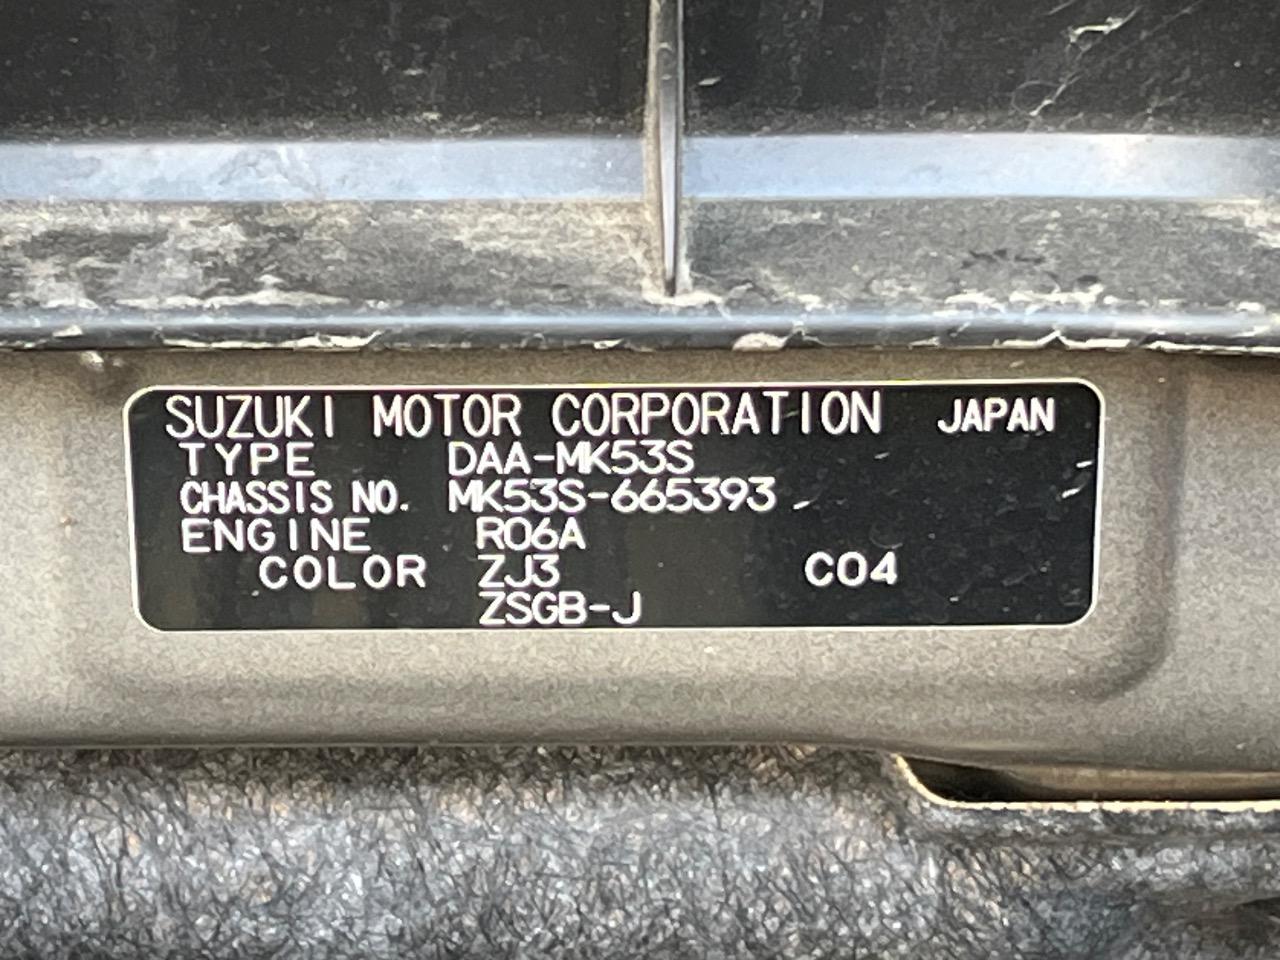 SUZUKI MOTOR CORPORATION JAPAN
TYPE DAA-MK53S
CHASSIS NO. MK53S-665393
ENGINE R06A
COLOR ZJ3 C04
ZSGB-J